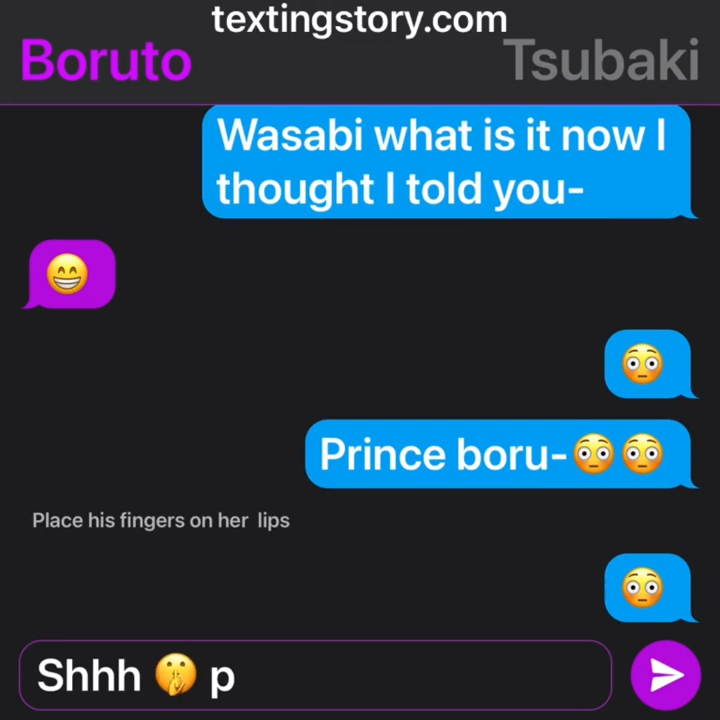 textingstory.com
Boruto Tsubaki
Wasabi what is it now I
thought I told you-
😁
😳
Prince boru-😳😳
Place his fingers on her lips
😳
Shhh 🤫 p